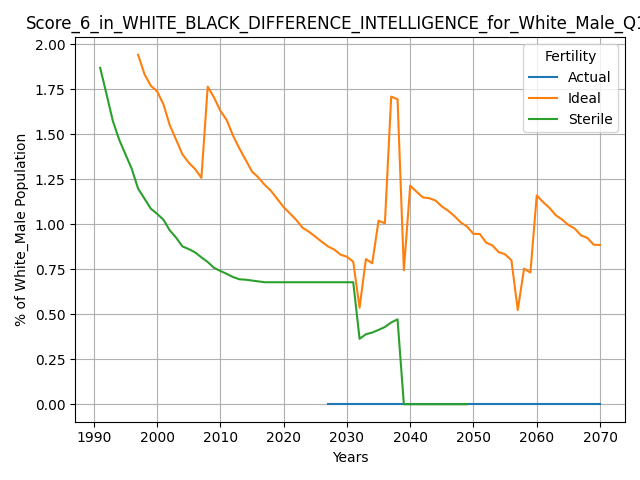 Score_6_in_WHITE_BLACK_DIFFERENCE_INTELLIGENCE_for_White_Male_Q1
2.00
1.75
1.50
1.25
1.00
0.75
0.50
0.25
0.00
% of White_Male Population
Fertility
Actual
Ideal
Sterile
1990 2000 2010 2020 2030 2040 2050 2060 2070
Years